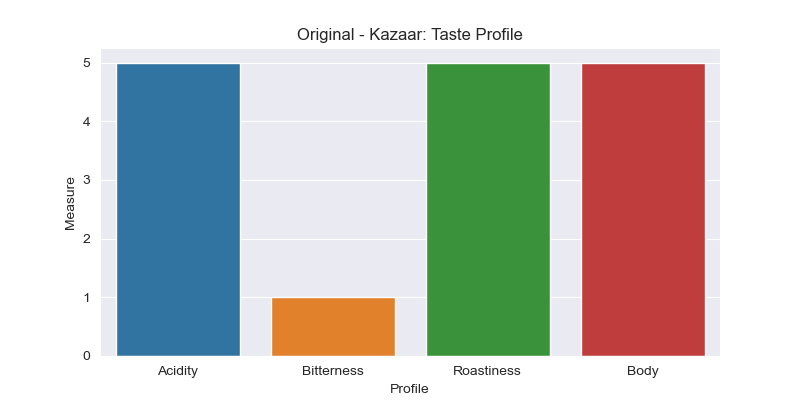 Original - Kazaar: Taste Profile
5
4
3
2
1
0
Measure
Acidity Bitterness Roastiness Body
Profile